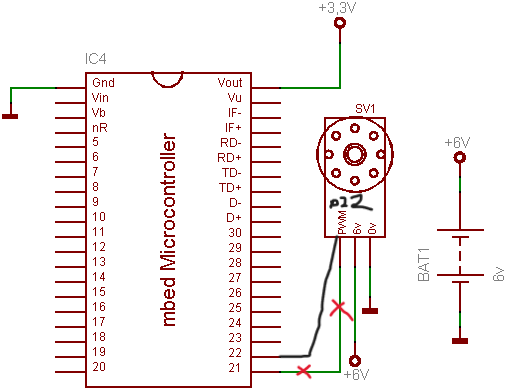 +3,3V
IC4
Gnd
Vin
Vb
nR
5
6
7
8
9
10
11
12
13
14
15
16
17
18
19
20
mbed Microcontroller
Vout
Vu
IF-
IF+
RD-
RD+
TD-
TD+
D-
D+
30
29
28
27
26
25
24
23
22
21
SV1
p22
PWM
6v
0v
+6V
+6V
BAT1
6v